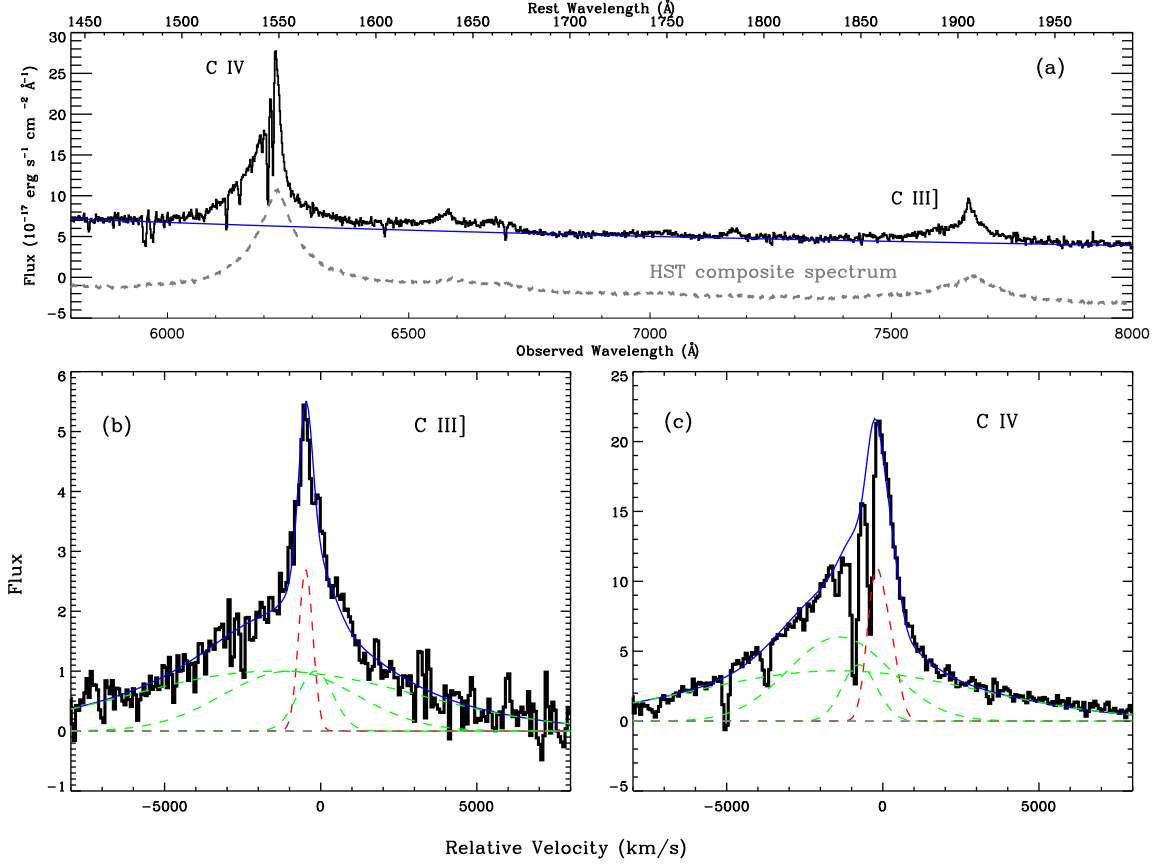 Rest Wavelength (Å)
1450 1500 1550 1600 1650 1700 1750 1800 1850 1900 1950
30
25
20
15
10
5
0
−5
Flux (10⁻¹⁷ erg s⁻¹ cm ⁻² Å⁻¹)
C IV
(a)
C III]
HST composite spectrum
6000 6500 7000 7500 8000
Observed Wavelength (Å)
6
5
4
3
2
1
0
−1
Flux
(b)
C III]
−5000 0 5000
25
20
15
10
5
0
−5
(c)
C IV
−5000 0 5000
Relative Velocity (km/s)